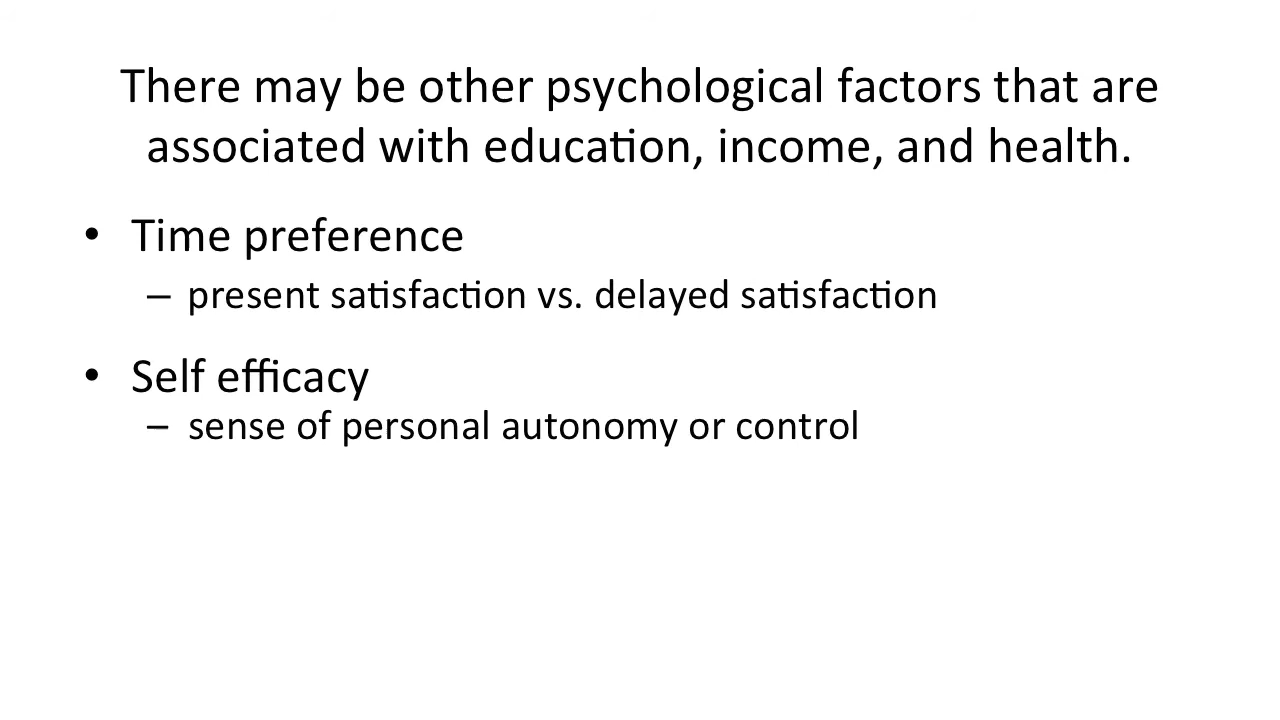 There may be other psychological factors that are
associated with education, income, and health.
• Time preference
– present satisfaction vs. delayed satisfaction
• Self efficacy
– sense of personal autonomy or control